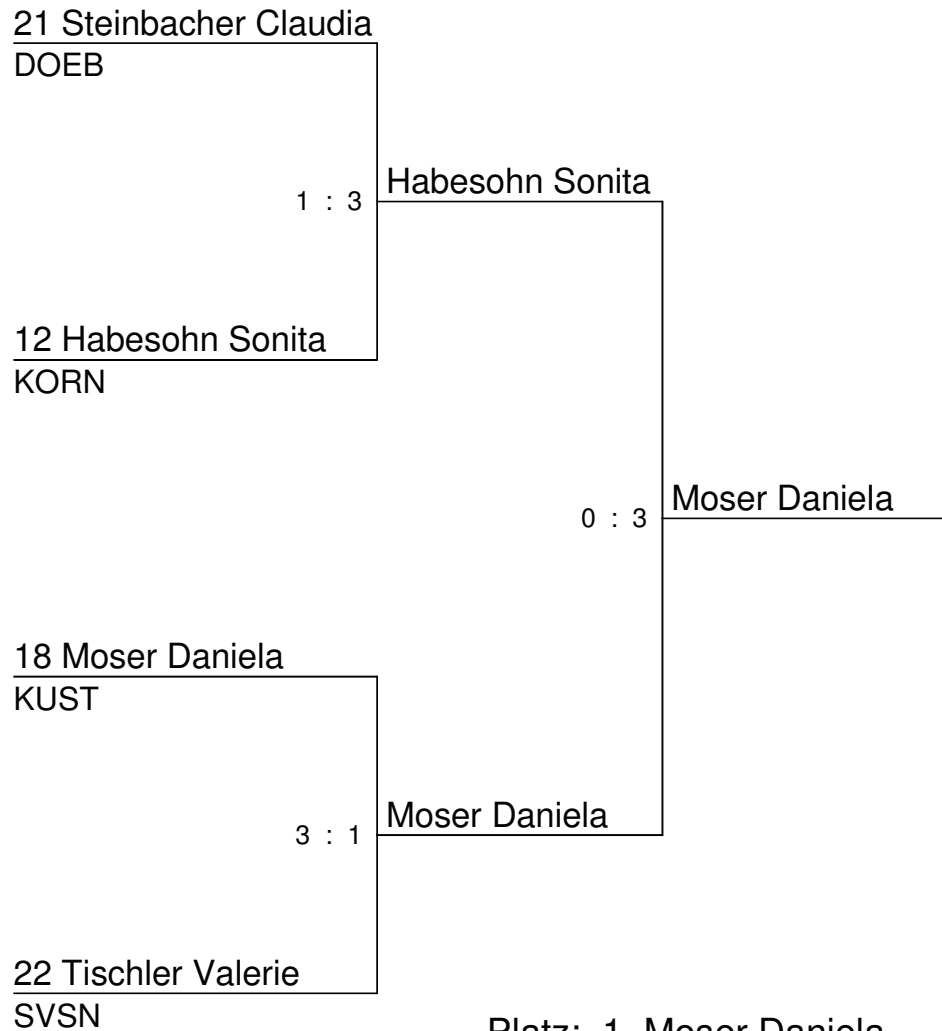 21 Steinbacher Claudia
DOEB
1 : 3
Habesohn Sonita
12 Habesohn Sonita
KORN
0 : 3
Moser Daniela
18 Moser Daniela
KUST
3 : 1
Moser Daniela
22 Tischler Valerie
SVSN
Platz: 1 Moser Daniela